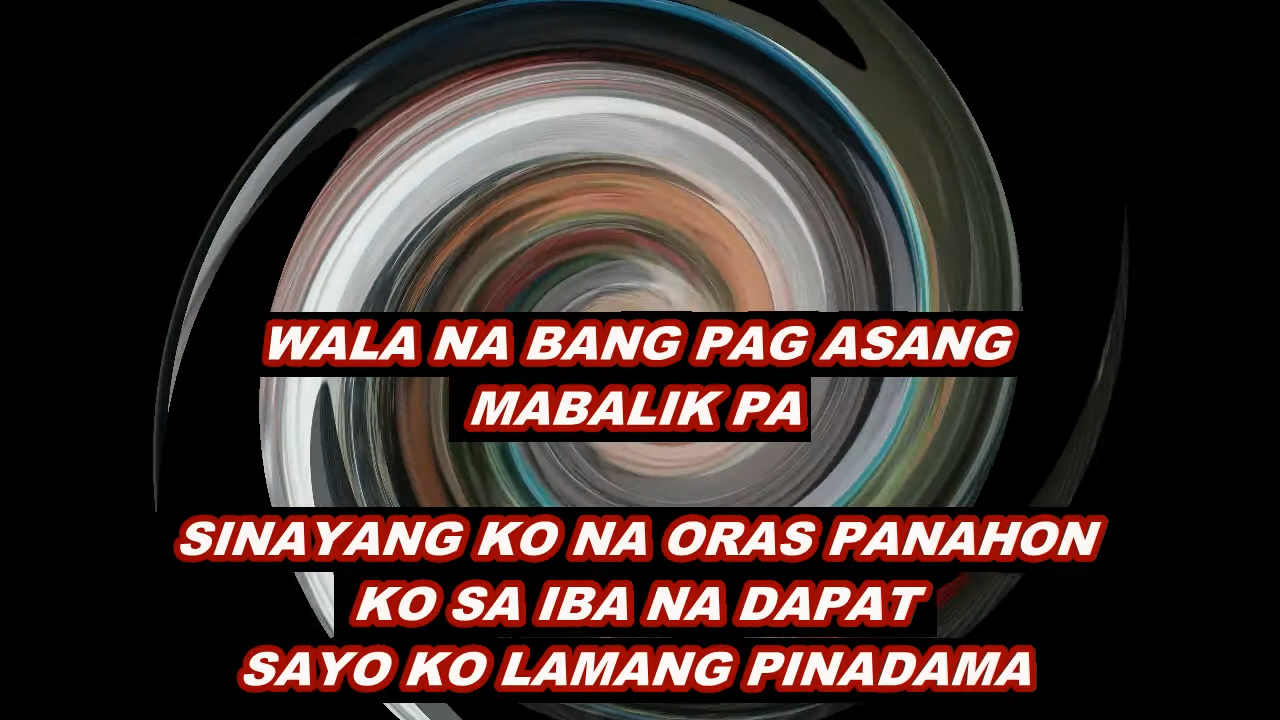 WALA NA BANG PAG ASANG
MABALIK PA
SINAYANG KO NA ORAS PANAHON
KO SA IBA NA DAPAT
SAYO KO LAMANG PINADAMA